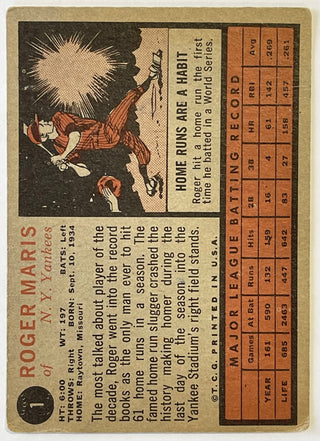 1
ROGER MARIS
of N. Y. Yankees
HT: 6:00 WT: 197 BATS: Left
THROWS: Right BORN: Sept. 10, 1934
HOME: Raytown, Missouri
The most talked about player of the
decade, Roger went into the record
books as the only man ever to hit
61 home runs in a season. The
famed home run slugger crashed the
history making homer during the
last day of the season into the
Yankee Stadium's right field stands.
©T.C.G. PRINTED IN U.S.A.
HOME RUNS ARE A HABIT
Roger hit a home run the first
time he batted in a World Series.
MAJOR LEAGUE BATTING RECORD
Games At Bat Runs Hits 2B 3B HR RBI Avg
YEAR 161 590 132 159 16 4 61 142 .269
LIFE 685 2463 447 642 83 27 158 452 .261